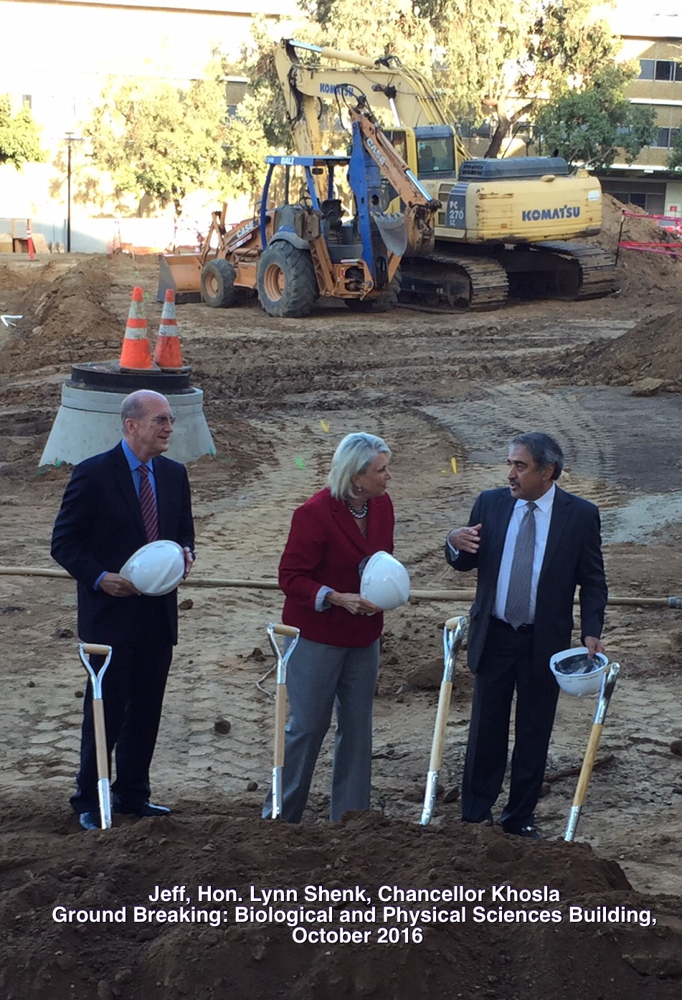 KOMATSU
CASE
BALI
PC
270
LC
KOMATSU
CASE
Jeff, Hon. Lynn Shenk, Chancellor Khosla
Ground Breaking: Biological and Physical Sciences Building,
October 2016